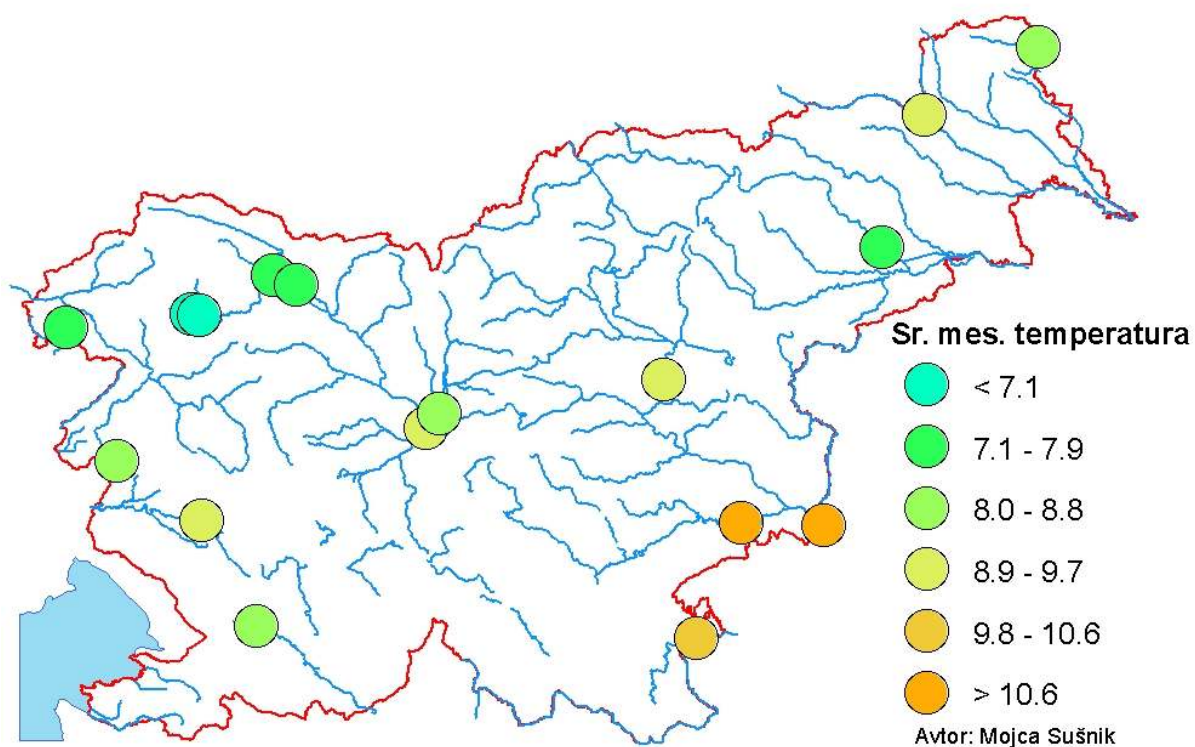 Sr. mes. temperatura
< 7.1
7.1 - 7.9
8.0 - 8.8
8.9 - 9.7
9.8 - 10.6
> 10.6
Avtor: Mojca Sušnik